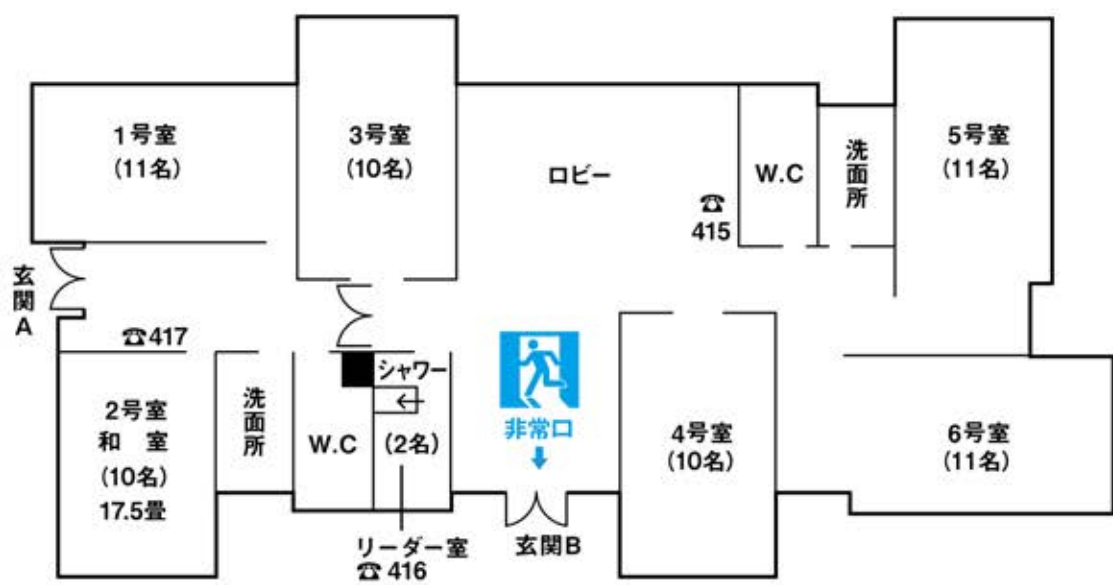 1号室
(11名)
3号室
(10名)
ロビー
W.C
洗面所
5号室
(11名)
☎
415
玄関A
☎417
2号室
和 室
(10名)
17.5畳
洗面所
W.C
シャワー
(2名)
リーダー室
☎ 416
非常口
玄関B
4号室
(10名)
6号室
(11名)